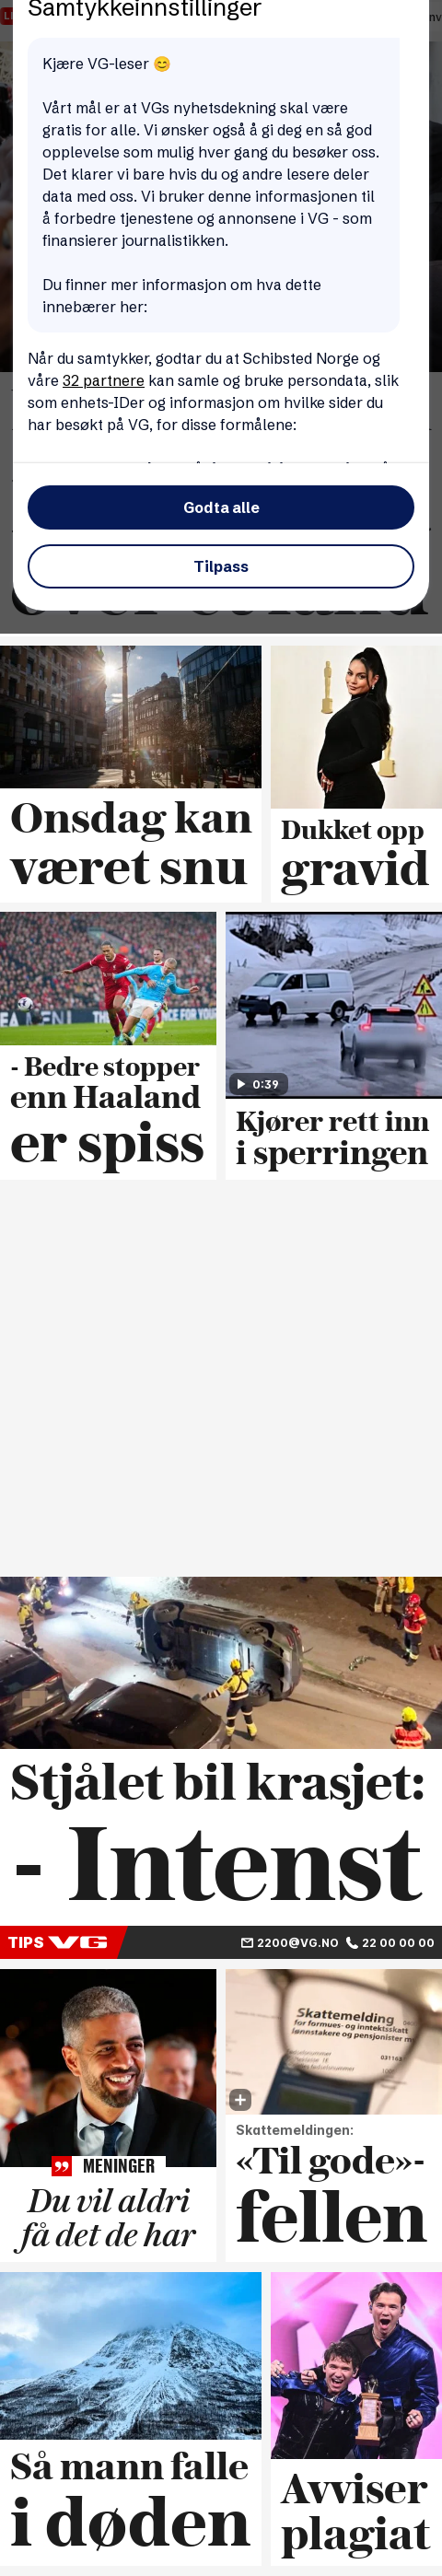 Samtykkeinnstillinger
Kjære VG-leser 😊
Vårt mål er at VGs nyhetsdekning skal være
gratis for alle. Vi ønsker også å gi deg en så god
opplevelse som mulig hver gang du besøker oss.
Det klarer vi bare hvis du og andre lesere deler
data med oss. Vi bruker denne informasjonen til
å forbedre tjenestene og annonsene i VG - som
finansierer journalistikken.
Du finner mer informasjon om hva dette
innebærer her:
Når du samtykker, godtar du at Schibsted Norge og
våre 32 partnere kan samle og bruke persondata, slik
som enhets-IDer og informasjon om hvilke sider du
har besøkt på VG, for disse formålene:
Godta alle
Tilpass
Onsdag kan
været snu
Dukket opp
gravid
- Bedre stopper
enn Haaland
er spiss
0:39
Kjører rett inn
i sperringen
Stjålet bil krasjet:
- Intenst
TIPS VG 2200@VG.NO 22 00 00 00
MENINGER
Du vil aldri
få det de har
Skattemelding
for formues- og inntektsskatt
lønnstakere og pensjonister m
Skattemeldingen:
«Til gode»-
fellen
Så mann falle
i døden
Avviser
plagiat